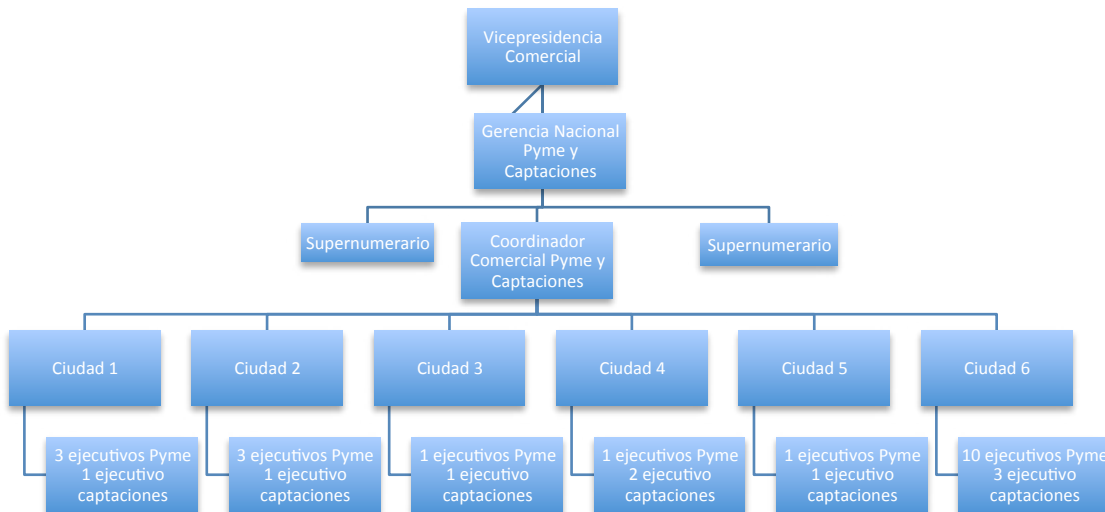 Vicepresidencia
Comercial
Gerencia Nacional
Pyme y
Captaciones
Supernumerario
Coordinador
Comercial Pyme y
Captaciones
Supernumerario
Ciudad 1
Ciudad 2
Ciudad 3
Ciudad 4
Ciudad 5
Ciudad 6
3 ejecutivos Pyme
1 ejecutivo
captaciones
3 ejecutivos Pyme
1 ejecutivo
captaciones
1 ejecutivos Pyme
1 ejecutivo
captaciones
1 ejecutivos Pyme
2 ejecutivo
captaciones
1 ejecutivos Pyme
1 ejecutivo
captaciones
10 ejecutivos Pyme
3 ejecutivo
captaciones